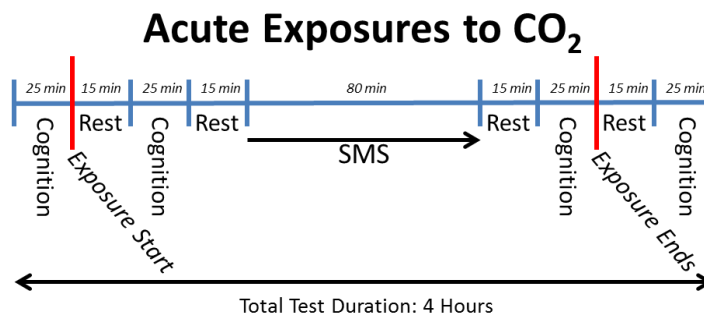 Acute Exposures to CO₂
25 min 15 min 25 min 15 min 80 min 15 min 25 min 15 min 25 min
Cognition Rest Cognition Rest SMS Rest Cognition Rest Cognition
Exposure Start Exposure Ends
Total Test Duration: 4 Hours